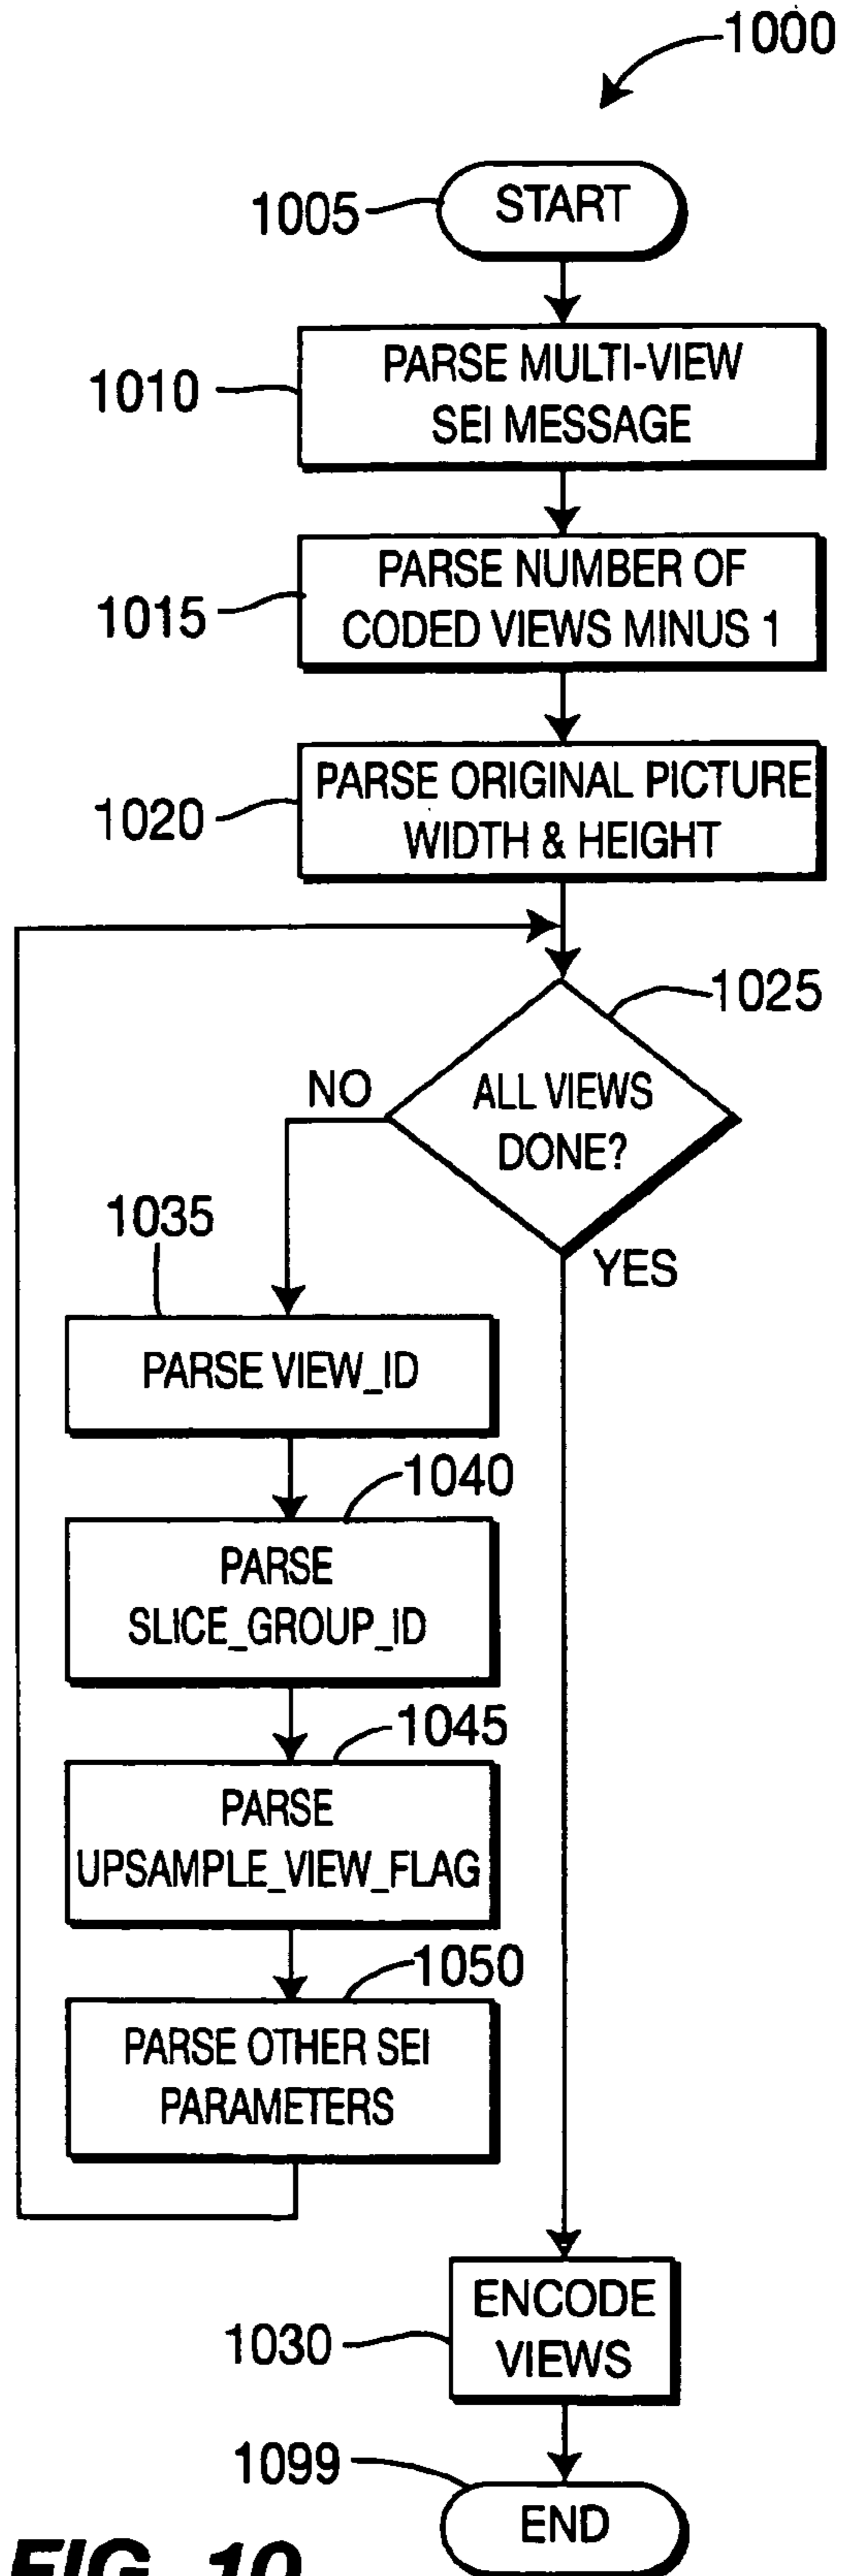 1000
1005
START
1010
PARSE MULTI-VIEW
SEI MESSAGE
1015
PARSE NUMBER OF
CODED VIEWS MINUS 1
1020
PARSE ORIGINAL PICTURE
WIDTH & HEIGHT
1025
ALL VIEWS
DONE?
NO
YES
1035
PARSE VIEW_ID
1040
PARSE
SLICE_GROUP_ID
1045
PARSE
UPSAMPLE_VIEW_FLAG
1050
PARSE OTHER SEI
PARAMETERS
1030
ENCODE
VIEWS
1099
END
FIG. 10